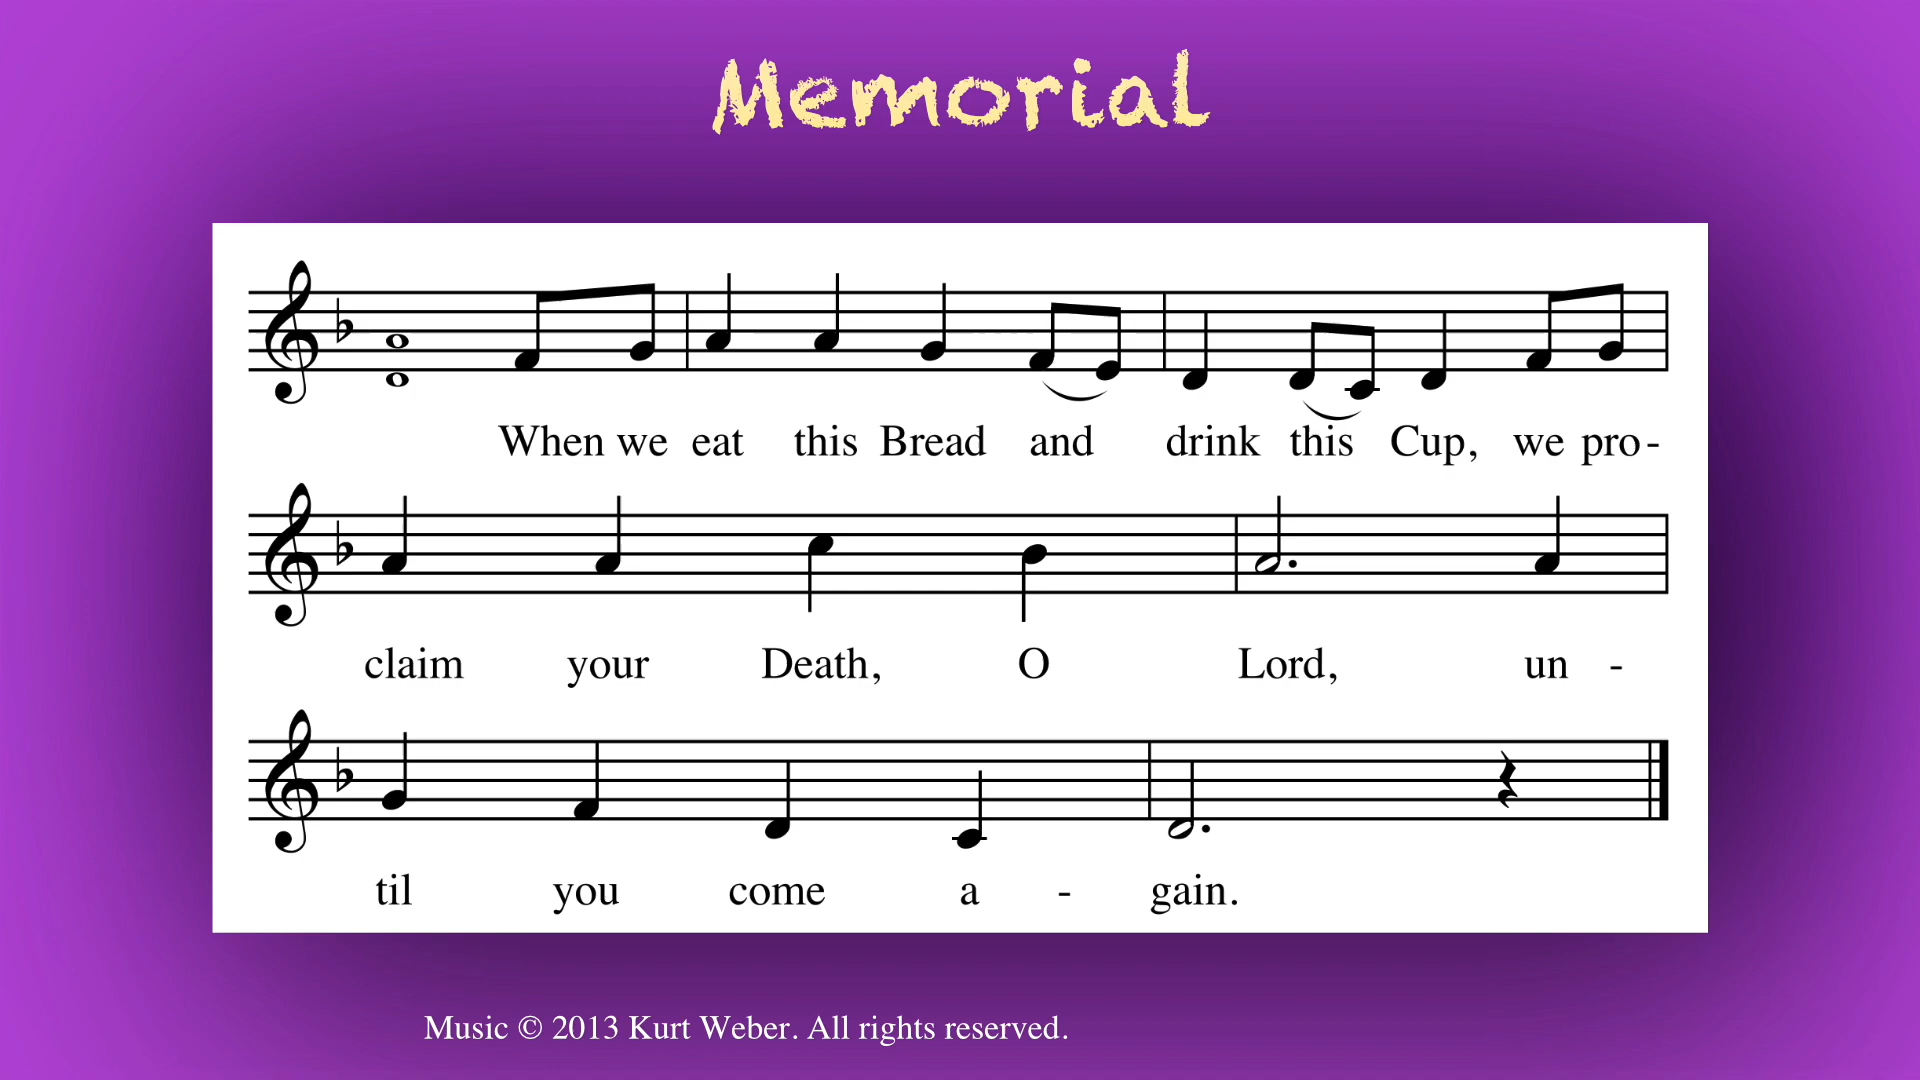 Memorial
When we eat this Bread and drink this Cup, we pro-
claim your Death, O Lord, un -
til you come a - gain.
Music © 2013 Kurt Weber. All rights reserved.